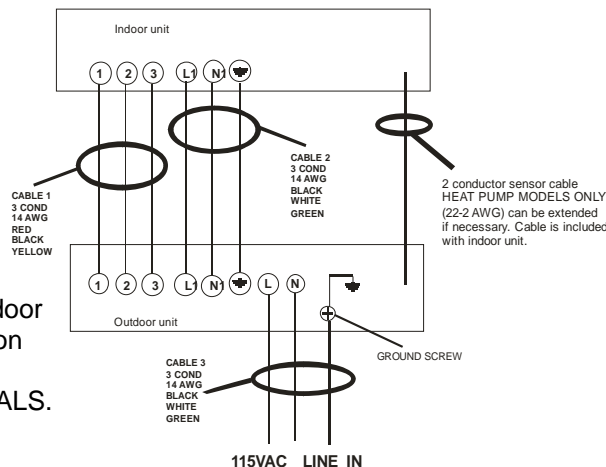 Indoor unit
1 2 3 L1 N1
CABLE 1
3 COND
14 AWG
RED
BLACK
YELLOW
CABLE 2
3 COND
14 AWG
BLACK
WHITE
GREEN
2 conductor sensor cable
HEAT PUMP MODELS ONLY
(22-2 AWG) can be extended
if necessary. Cable is included
with indoor unit.
1 2 3 L1 N1 L N
Outdoor unit
GROUND SCREW
door
on
ALS.
CABLE 3
3 COND
14 AWG
BLACK
WHITE
GREEN
115VAC LINE IN